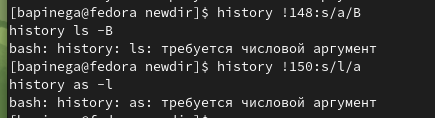 [bapinega@fedora newdir]$ history !148:s/a/B
history ls -B
bash: history: ls: требуется числовой аргумент
[bapinega@fedora newdir]$ history !150:s/l/a
history as -l
bash: history: as: требуется числовой аргумент